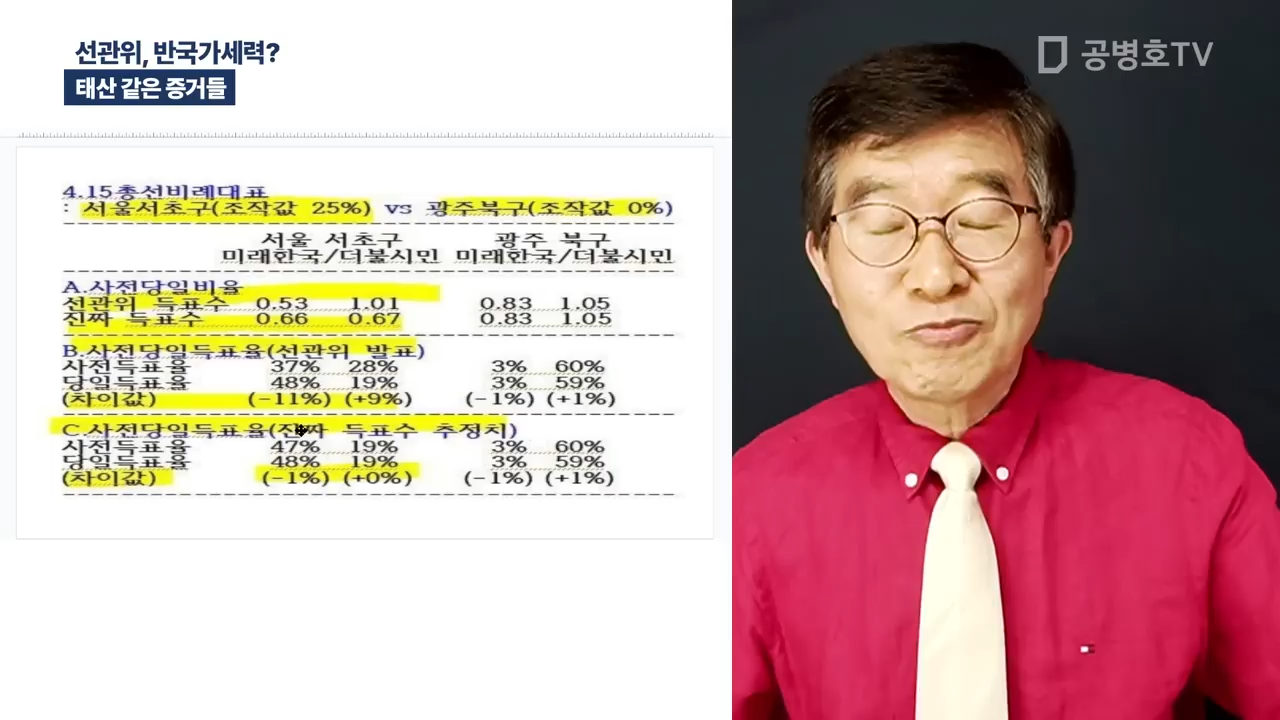 선관위, 반국가세력?
태산 같은 증거들
공병호TV
4.15총선비례대표
: 서울서초구(조작값 25%) vs 광주북구(조작값 0%)
서울 서초구 광주 북구
미래한국/더불시민 미래한국/더불시민
A.사전당일비율
선관위 득표수 0.53 1.01 0.83 1.05
진짜 득표수 0.66 0.67 0.83 1.05
B.사전당일득표율(선관위 발표)
사전득표율 37% 28% 3% 60%
당일득표율 48% 19% 3% 59%
(차이값) (-11%) (+9%) (-1%) (+1%)
C.사전당일득표율(진짜 득표수 추정치)
사전득표율 47% 19% 3% 60%
당일득표율 48% 19% 3% 59%
(차이값) (-1%) (+0%) (-1%) (+1%)